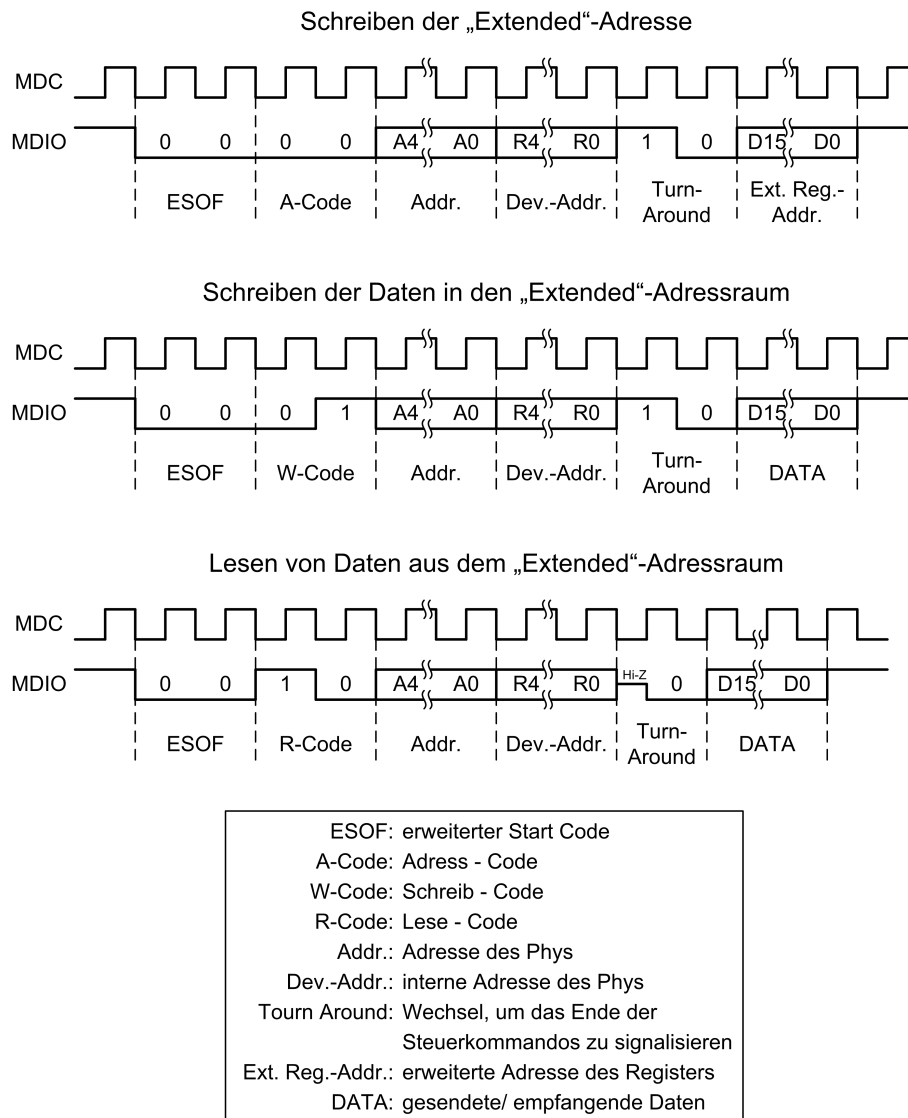 Schreiben der „Extended“-Adresse
MDC
MDIO 0 0 0 0 A4 A0 R4 R0 1 0 D15 D0
ESOF A-Code Addr. Dev.-Addr. Turn-Around Ext. Reg.-Addr.
Schreiben der Daten in den „Extended“-Adressraum
MDC
MDIO 0 0 0 1 A4 A0 R4 R0 1 0 D15 D0
ESOF W-Code Addr. Dev.-Addr. Turn-Around DATA
Lesen von Daten aus dem „Extended“-Adressraum
MDC
MDIO 0 0 1 0 A4 A0 R4 R0 Hi-Z 0 D15 D0
ESOF R-Code Addr. Dev.-Addr. Turn-Around DATA
ESOF: erweiterter Start Code
A-Code: Adress - Code
W-Code: Schreib - Code
R-Code: Lese - Code
Addr.: Adresse des Phys
Dev.-Addr.: interne Adresse des Phys
Tourn Around: Wechsel, um das Ende der
Steuerkommandos zu signalisieren
Ext. Reg.-Addr.: erweiterte Adresse des Registers
DATA: gesendete/ empfangende Daten